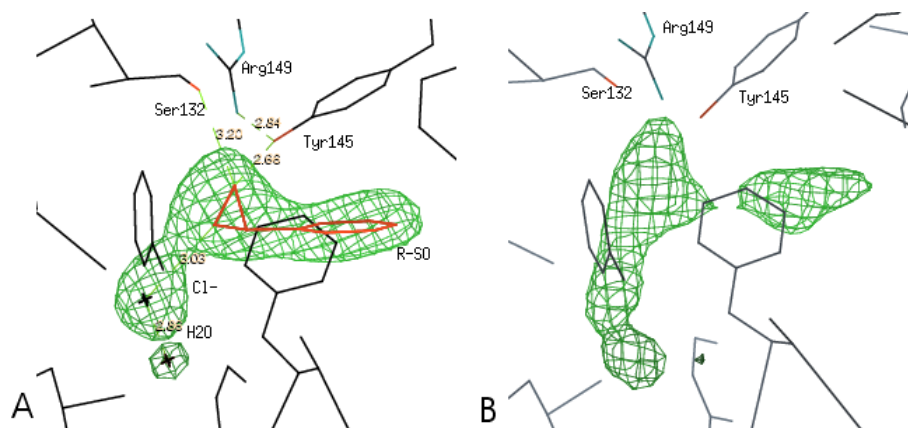 Arg149
Ser132
2.84
3.20
Tyr145
2.68
R-SO
3.03
Cl-
2.88
H2O
A
Arg149
Ser132
Tyr145
B